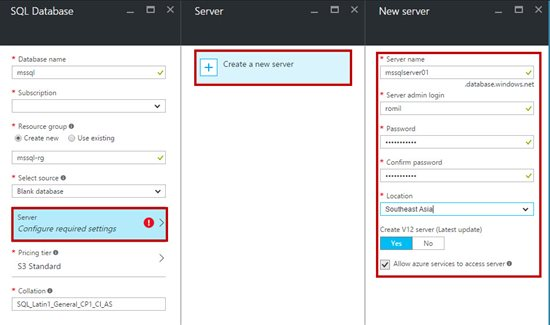 SQL Database
* Database name
mssql
* Subscription
* Resource group
Create new
Use existing
mssql-rg
* Select source
Blank database
Server
Configure required settings
* Pricing tier
S3 Standard
* Collation
SQL_Latin1_General_CP1_CI_AS
Server
Create a new server
New server
* Server name
mssqlserver01
.database.windows.net
* Server admin login
romil
* Password
•••••••••••
* Confirm password
•••••••••••
* Location
Southeast Asia
Create V12 server (Latest update)
Yes
No
Allow azure services to access server